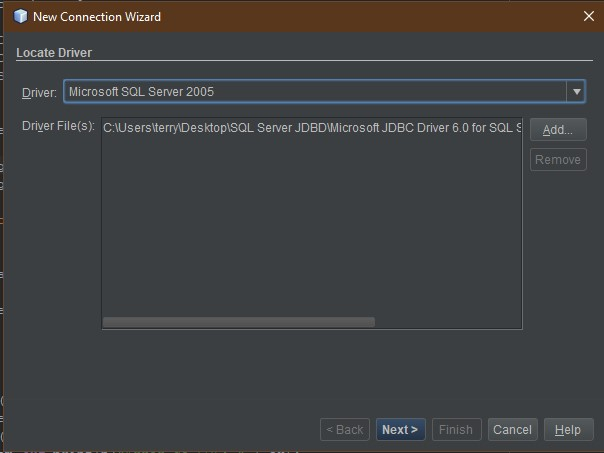 New Connection Wizard
Locate Driver
Driver: Microsoft SQL Server 2005
Driver File(s): C:\Users\terry\Desktop\SQL Server JDBD\Microsoft JDBC Driver 6.0 for SQL S
Add...
Remove
< Back Next > Finish Cancel Help